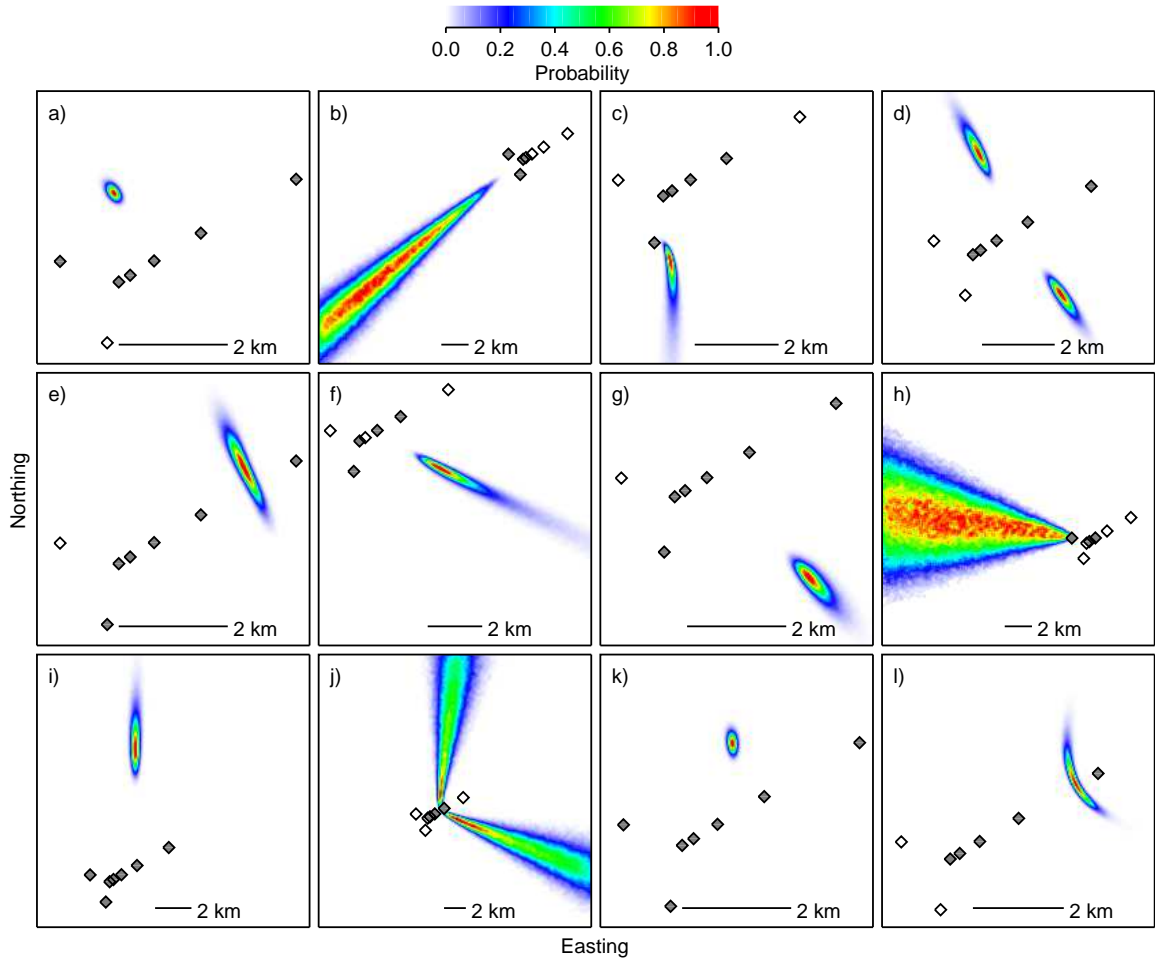 0.0 0.2 0.4 0.6 0.8 1.0
Probability
a) b) c) d)
2 km 2 km 2 km 2 km
e) f) g) h)
2 km 2 km 2 km 2 km
i) j) k) l)
2 km 2 km 2 km 2 km
Northing
Easting